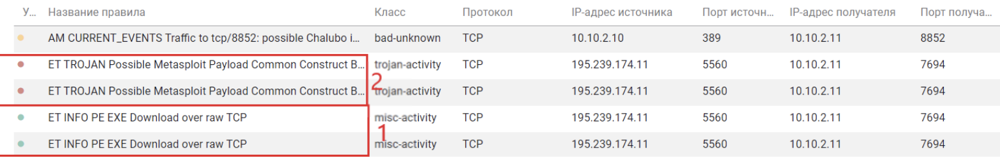 У... Название правила Класс Протокол IP-адрес источника Порт источн... IP-адрес получателя Порт получа...
AM CURRENT_EVENTS Traffic to tcp/8852: possible Chalubo i... bad-unknown TCP 10.10.2.10 389 10.10.2.11 8852
ET TROJAN Possible Metasploit Payload Common Construct B... trojan-activity TCP 195.239.174.11 5560 10.10.2.11 7694
2
ET TROJAN Possible Metasploit Payload Common Construct B... trojan-activity TCP 195.239.174.11 5560 10.10.2.11 7694
ET INFO PE EXE Download over raw TCP misc-activity TCP 195.239.174.11 5560 10.10.2.11 7694
1
ET INFO PE EXE Download over raw TCP misc-activity TCP 195.239.174.11 5560 10.10.2.11 7694